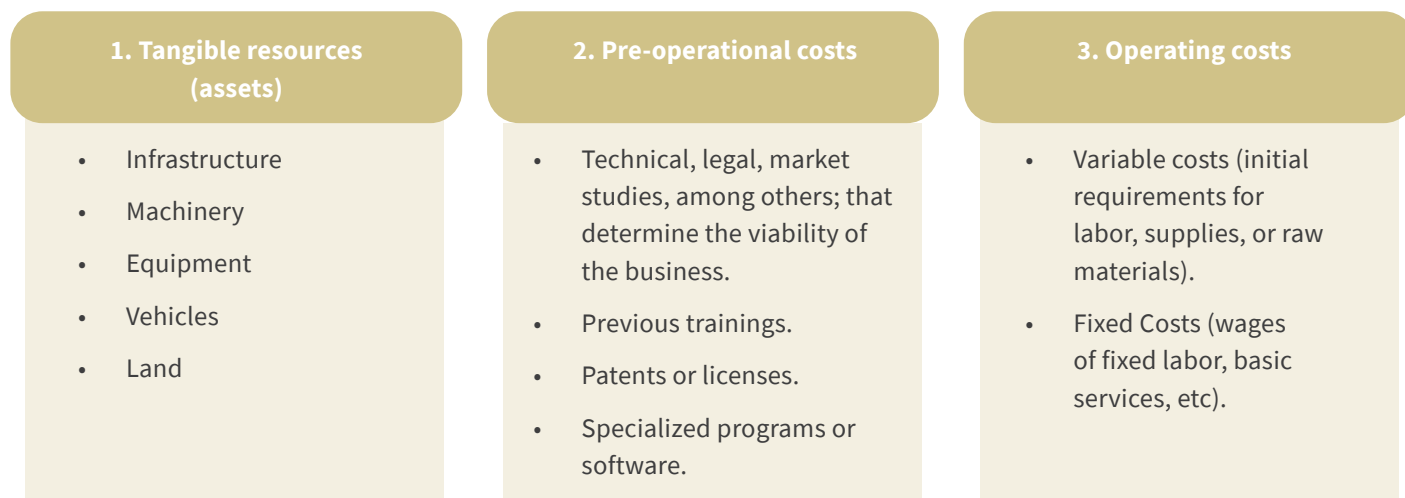 1. Tangible resources
(assets)
• Infrastructure
• Machinery
• Equipment
• Vehicles
• Land
2. Pre-operational costs
• Technical, legal, market
studies, among others; that
determine the viability of
the business.
• Previous trainings.
• Patents or licenses.
• Specialized programs or
software.
3. Operating costs
• Variable costs (initial
requirements for
labor, supplies, or raw
materials).
• Fixed Costs (wages
of fixed labor, basic
services, etc).